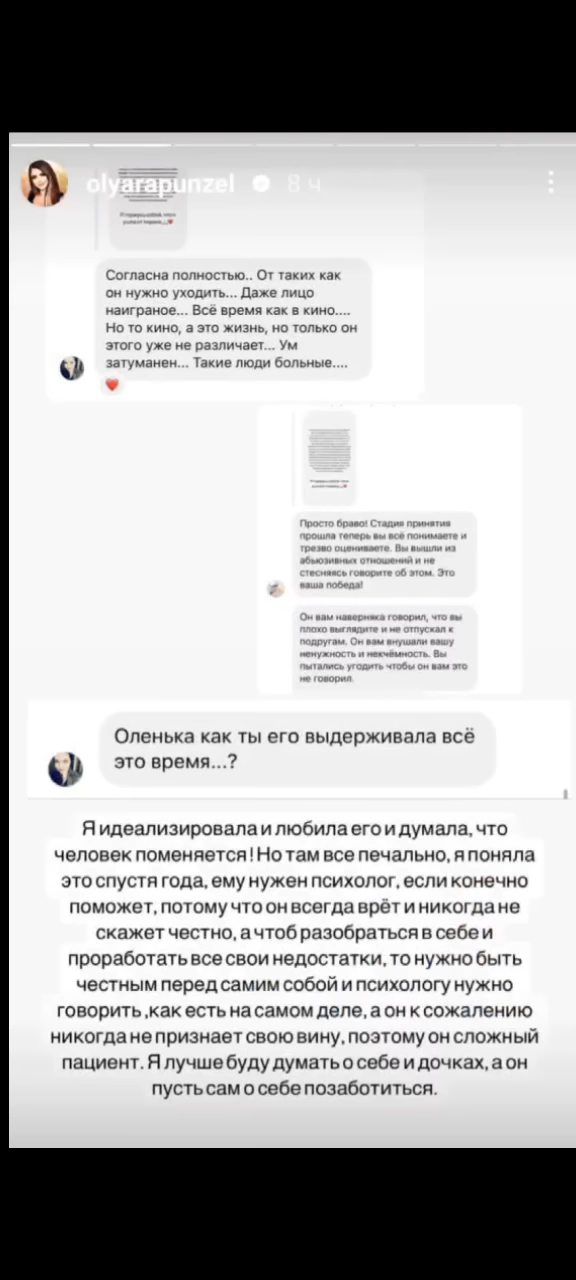 olyarapunzel 8 ч
Согласна полностью.. От таких как
он нужно уходить... Даже лицо
наиграное... Всё время как в кино....
Но то кино, а это жизнь, но только он
этого уже не различает... Ум
затуманен... Такие люди больные....
Просто браво! Стадия принятия
прошла теперь вы всё понимаете и
трезво оцениваете. Вы вышли из
абьюзивных отношений и не
стесняясь говорите об этом. Это
ваша победа!
Он вам наверняка говорил, что вы
плохо выглядите и не отпускал к
подругам. Он вам внушали вашу
ненужность и некчёмность. Вы
пытались угодить чтобы он вам это
не говорил.
Оленька как ты его выдерживала всё
это время...?
Я идеализировала и любила его и думала, что
человек поменяется! Но там все печально, я поняла
это спустя года, ему нужен психолог, если конечно
поможет, потому что он всегда врёт и никогда не
скажет честно, а чтоб разобраться в себе и
проработать все свои недостатки, то нужно быть
честным перед самим собой и психологу нужно
говорить ,как есть на самом деле, а он к сожалению
никогда не признает свою вину, поэтому он сложный
пациент. Я лучше буду думать о себе и дочках, а он
пусть сам о себе позаботиться.